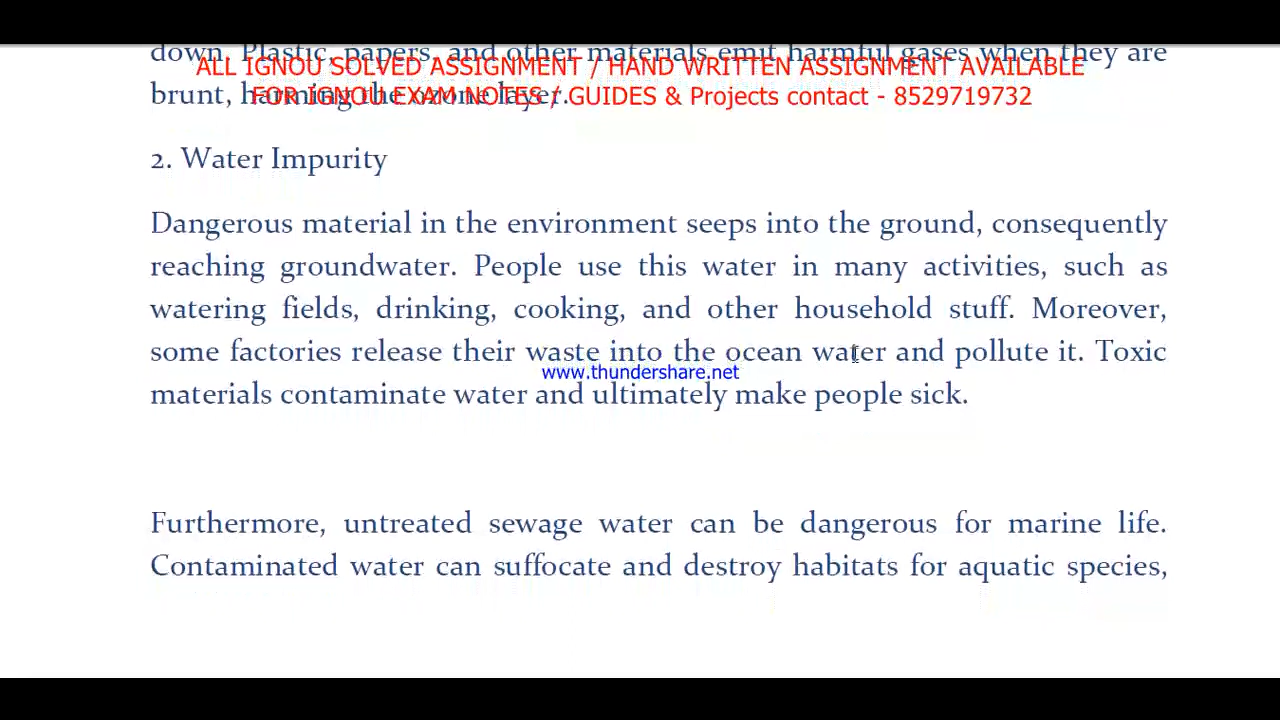 down. Plastic, papers, and other materials emit harmful gases when they are
ALL IGNOU SOLVED ASSIGNMENT / HAND WRITTEN ASSIGNMENT AVAILABLE
brunt, harming the ozone layer.
FOR IGNOU EXAM NOTES / GUIDES & Projects contact - 8529719732
2. Water Impurity
Dangerous material in the environment seeps into the ground, consequently
reaching groundwater. People use this water in many activities, such as
watering fields, drinking, cooking, and other household stuff. Moreover,
some factories release their waste into the ocean water and pollute it. Toxic
www.thundershare.net
materials contaminate water and ultimately make people sick.
Furthermore, untreated sewage water can be dangerous for marine life.
Contaminated water can suffocate and destroy habitats for aquatic species,